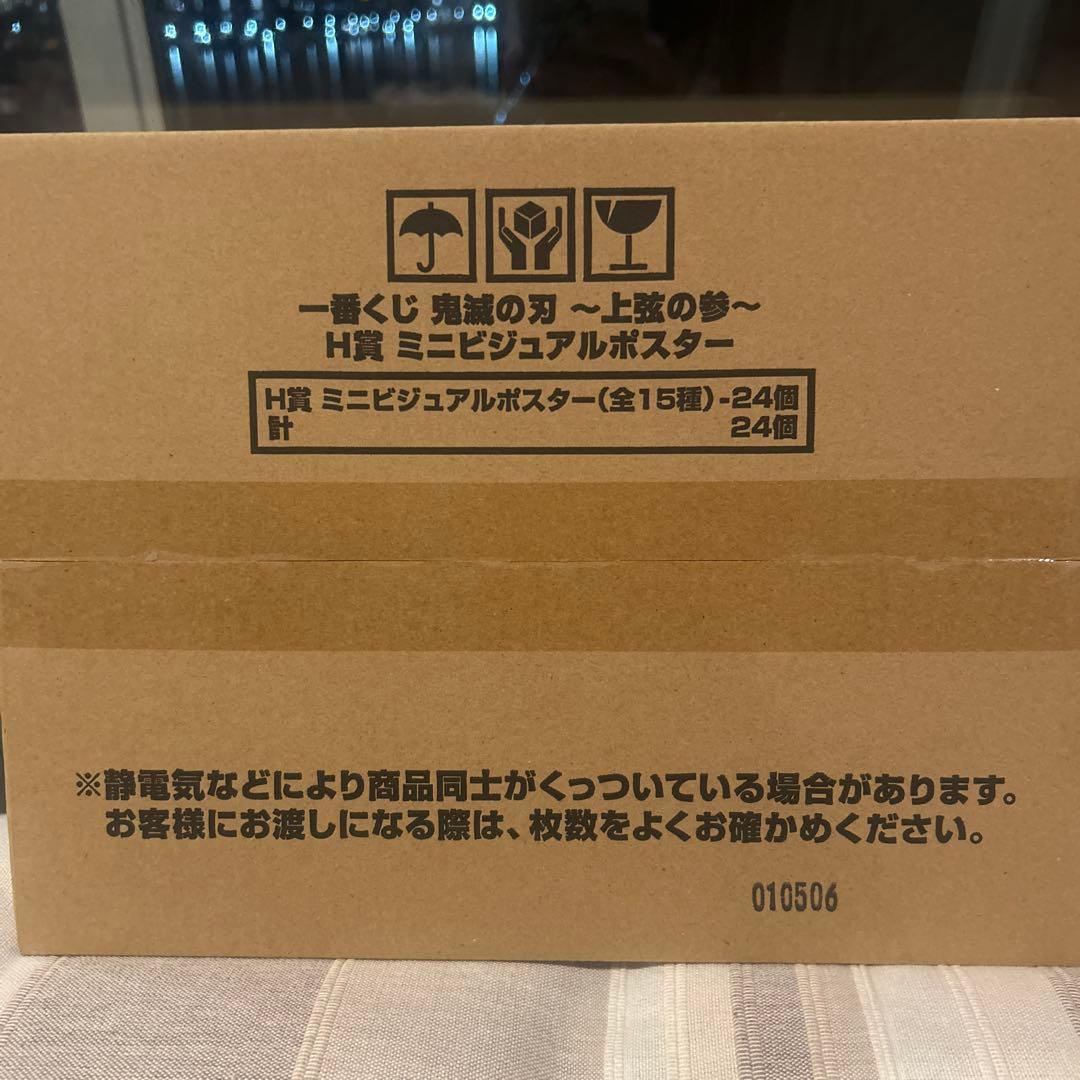 一番くじ 鬼滅の刃 ～上弦の参～
H賞 ミニビジュアルポスター
H賞 ミニビジュアルポスター(全15種)-24個
計 24個
※静電気などにより商品同士がくっついている場合があります。
お客様にお渡しになる際は、枚数をよくお確かめください。
010506